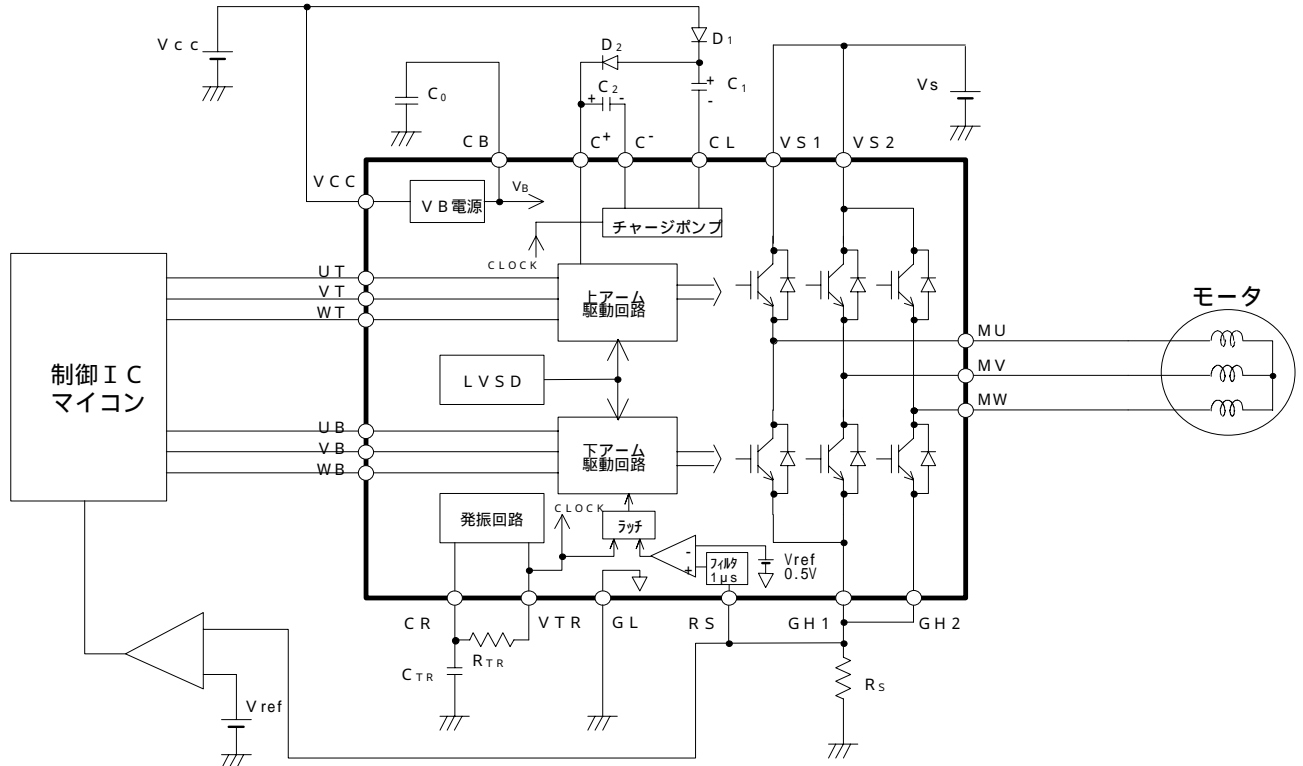 Vcc
D2
D1
C0
+ C2 -
+
-
C1
Vs
CB
C+
C-
CL
VS1
VS2
VCC
VB電源
VB
チャージポンプ
CLOCK
UT
VT
WT
上アーム
駆動回路
モータ
MU
MV
MW
制御IC
マイコン
LVSD
UB
VB
WB
下アーム
駆動回路
発振回路
CLOCK
ラッチ
-
+
フィルタ
1μs
Vref
0.5V
CR
VTR
GL
RS
GH1
GH2
RTR
CTR
RS
Vref